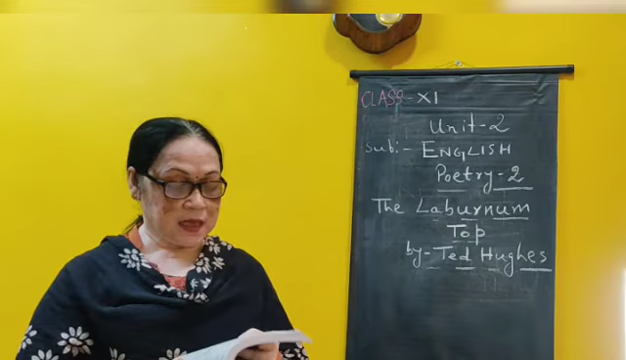 CLASS - XI
Unit-2
Sub:- ENGLISH
Poetry-2
The Laburnum
Top
by- Ted Hughes